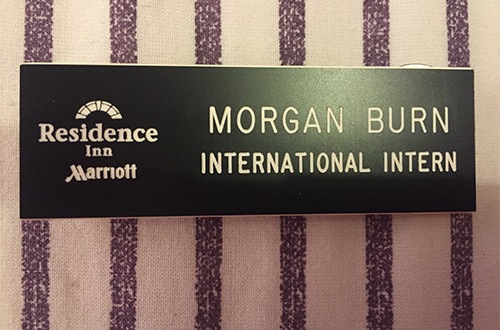 Residence
Inn
Marriott
MORGAN BURN
INTERNATIONAL INTERN